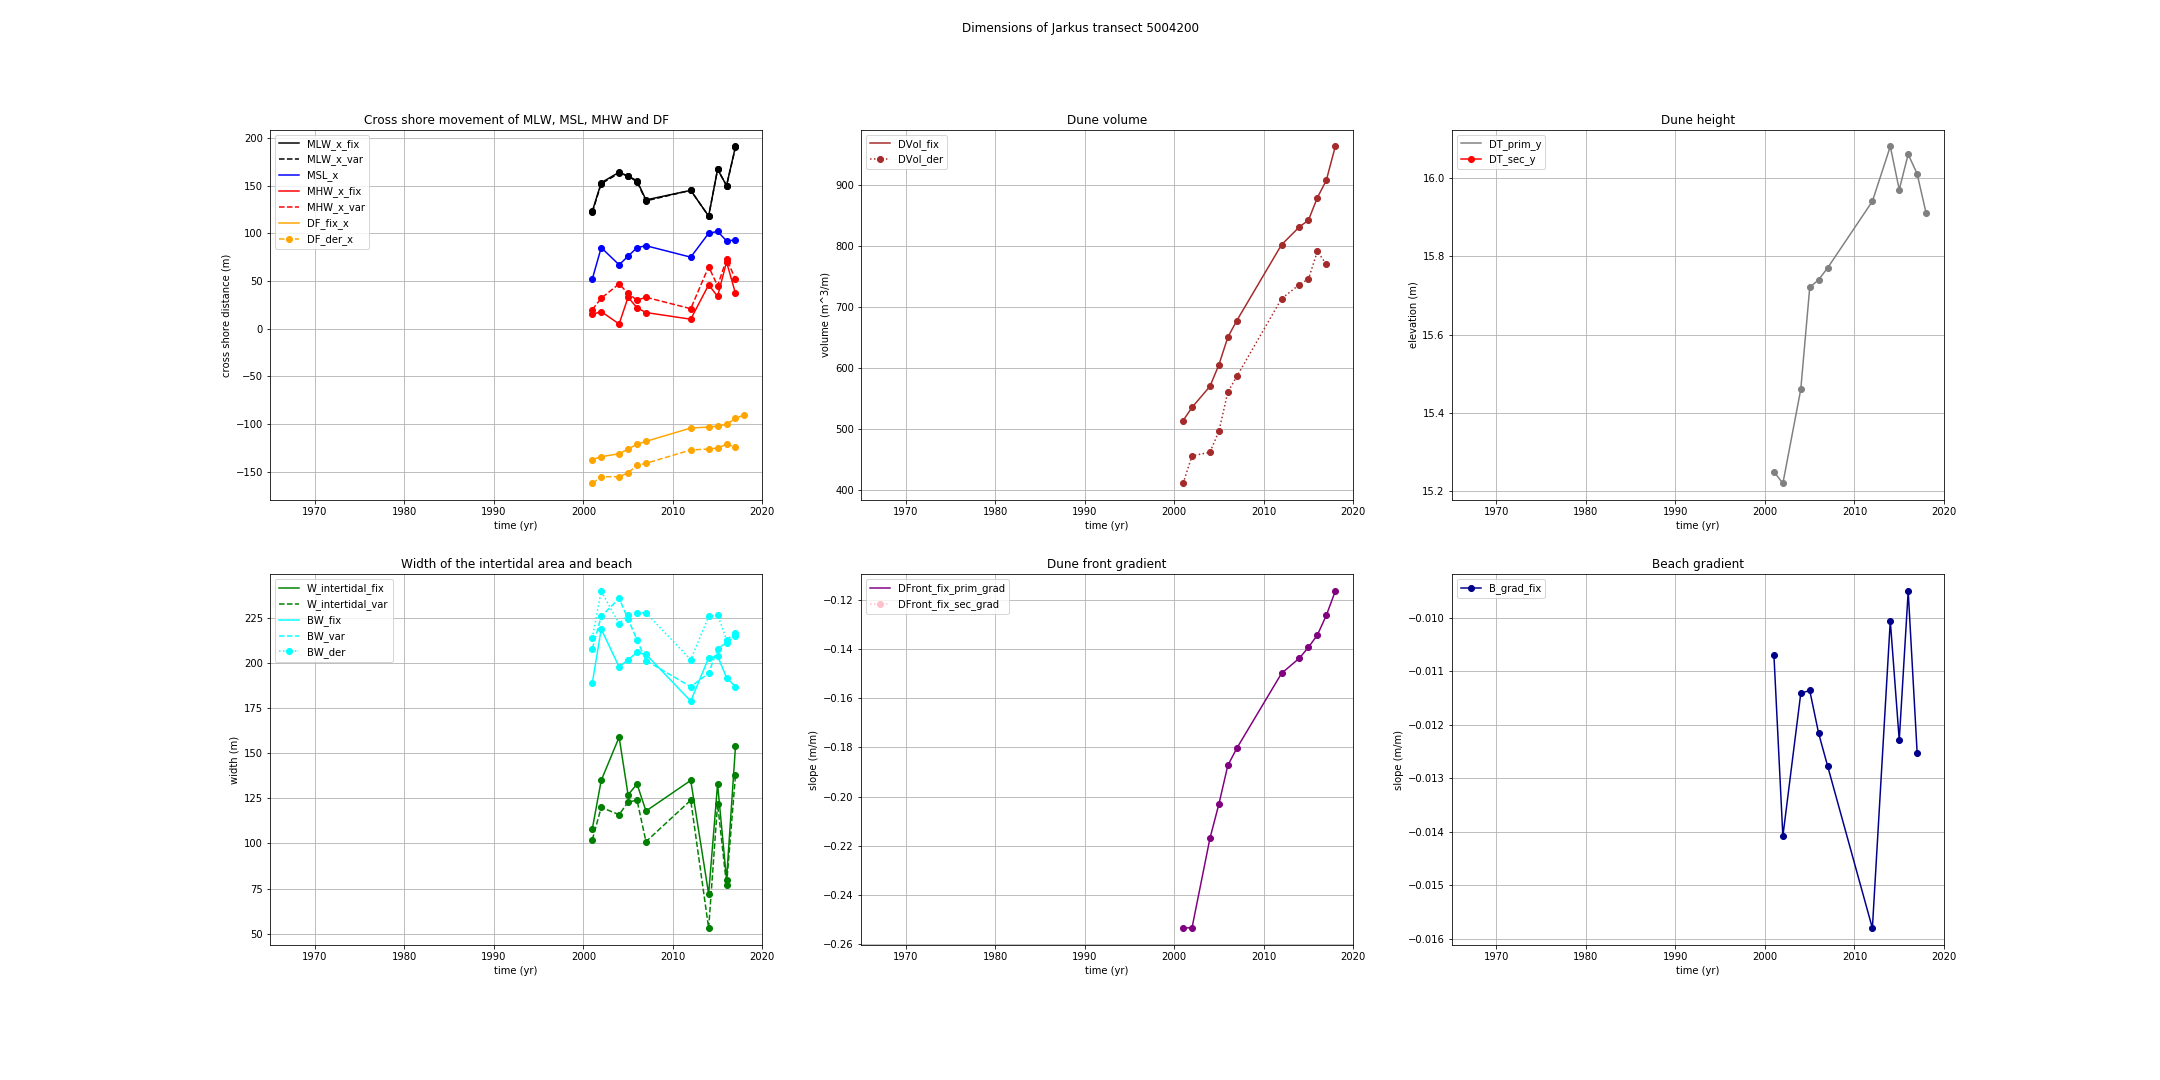 Dimensions of Jarkus transect 5004200
Cross shore movement of MLW, MSL, MHW and DF
MLW_x_fix
MLW_x_var
MSL_x
MHW_x_fix
MHW_x_var
DF_fix_x
DF_der_x
200
150
100
50
0
−50
−100
−150
cross shore distance (m)
1970 1980 1990 2000 2010 2020
time (yr)
Dune volume
DVol_fix
DVol_der
900
800
700
600
500
400
volume (m^3/m)
1970 1980 1990 2000 2010 2020
time (yr)
Dune height
DT_prim_y
DT_sec_y
16.0
15.8
15.6
15.4
15.2
elevation (m)
1970 1980 1990 2000 2010 2020
time (yr)
Width of the intertidal area and beach
W_intertidal_fix
W_intertidal_var
BW_fix
BW_var
BW_der
225
200
175
150
125
100
75
50
width (m)
1970 1980 1990 2000 2010 2020
time (yr)
Dune front gradient
DFront_fix_prim_grad
DFront_fix_sec_grad
−0.12
−0.14
−0.16
−0.18
−0.20
−0.22
−0.24
−0.26
slope (m/m)
1970 1980 1990 2000 2010 2020
time (yr)
Beach gradient
B_grad_fix
−0.010
−0.011
−0.012
−0.013
−0.014
−0.015
−0.016
slope (m/m)
1970 1980 1990 2000 2010 2020
time (yr)